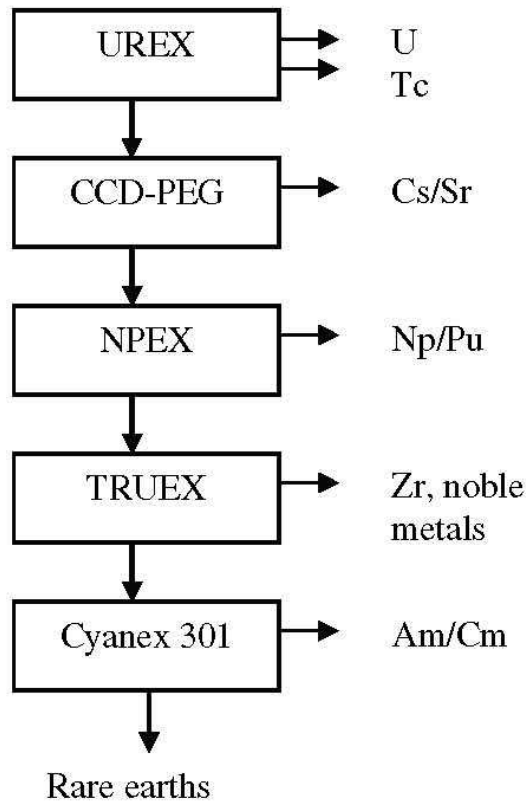 UREX
U
Tc
CCD-PEG
Cs/Sr
NPEX
Np/Pu
TRUEX
Zr, noble
metals
Cyanex 301
Am/Cm
Rare earths